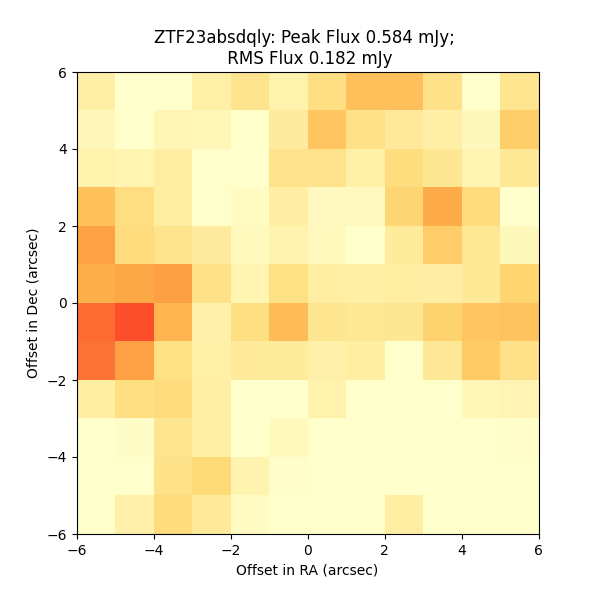 ZTF23absdqly: Peak Flux 0.584 mJy;
RMS Flux 0.182 mJy
6
4
2
0
−2
−4
−6
Offset in Dec (arcsec)
−6 −4 −2 0 2 4 6
Offset in RA (arcsec)